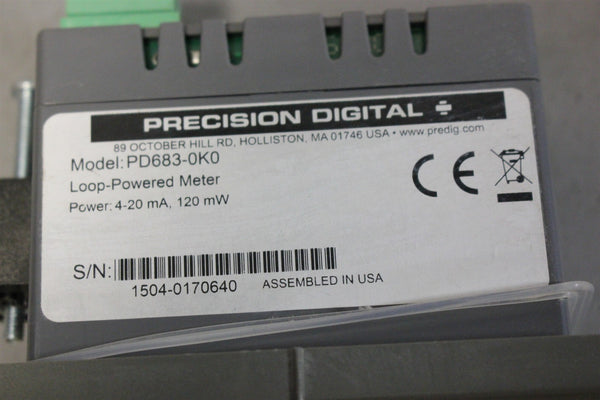 PRECISION DIGITAL
89 OCTOBER HILL RD, HOLLISTON, MA 01746 USA • www.predig.com
Model: PD683-0K0
Loop-Powered Meter
Power: 4-20 mA, 120 mW
CE
S/N:
1504-0170640 ASSEMBLED IN USA